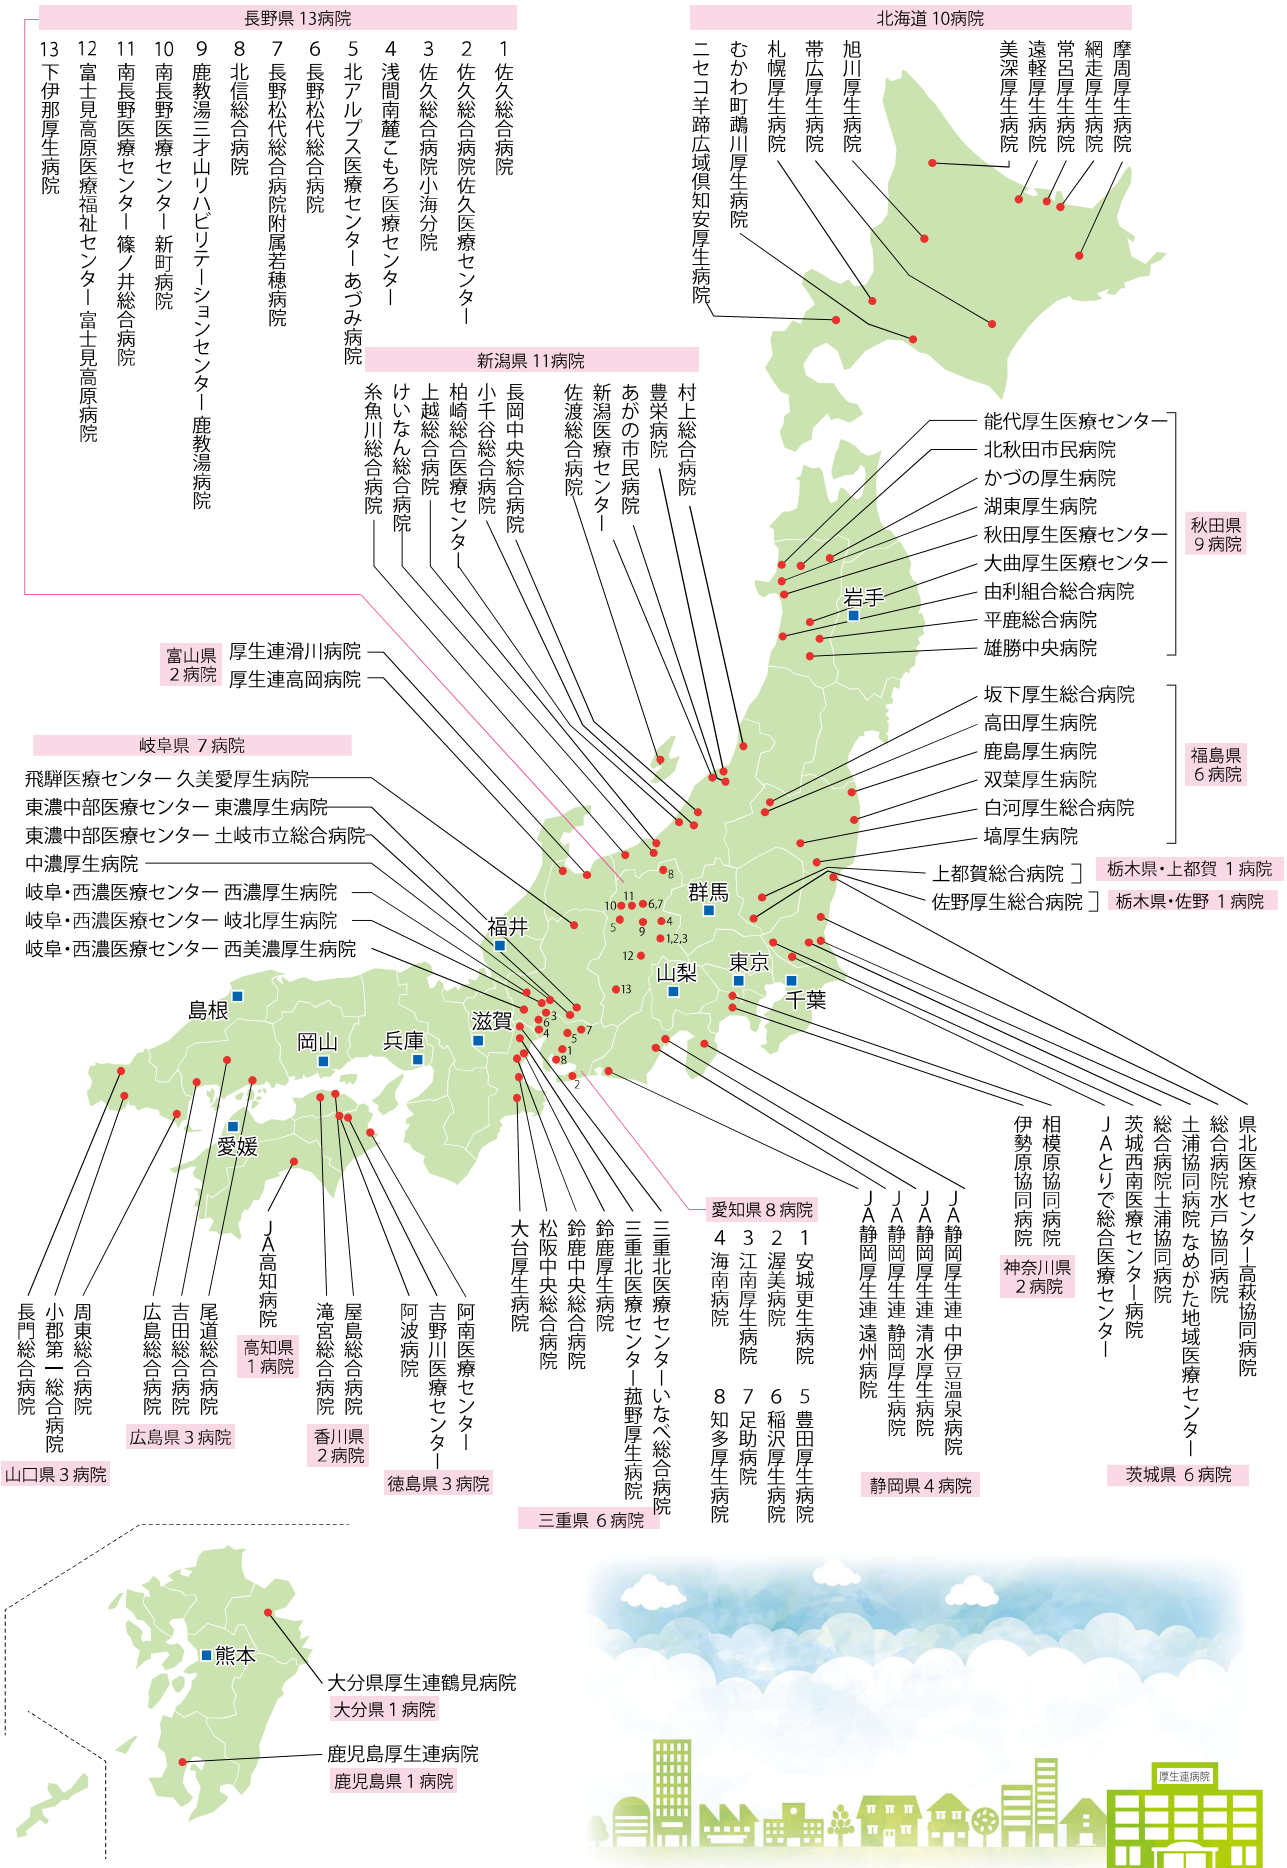 長野県 13病院
1 佐久総合病院
2 佐久総合病院佐久医療センター
3 佐久総合病院小海分院
4 浅間南麓こもろ医療センター
5 北アルプス医療センター あづみ病院
6 長野松代総合病院
7 長野松代総合病院附属若穂病院
8 北信総合病院
9 鹿教湯三才山リハビリテーションセンター 鹿教湯病院
10 南長野医療センター 新町病院
11 南長野医療センター 篠ノ井総合病院
12 富士見高原医療福祉センター 富士見高原病院
13 下伊那厚生病院
北海道 10病院
摩周厚生病院
網走厚生病院
常呂厚生病院
遠軽厚生病院
美深厚生病院
旭川厚生病院
帯広厚生病院
札幌厚生病院
むかわ町鵡川厚生病院
ニセコ羊蹄広域倶知安厚生病院
新潟県 11病院
村上総合病院
豊栄病院
あがの市民病院
新潟医療センター
佐渡総合病院
長岡中央綜合病院
小千谷総合病院
柏崎総合医療センター
上越総合病院
けいなん総合病院
糸魚川総合病院
能代厚生医療センター
北秋田市民病院
かづの厚生病院
湖東厚生病院
秋田厚生医療センター
大曲厚生医療センター
由利組合総合病院
平鹿総合病院
雄勝中央病院
秋田県
9 病院
岩手
富山県
2 病院
厚生連滑川病院
厚生連高岡病院
坂下厚生総合病院
高田厚生病院
鹿島厚生病院
双葉厚生病院
白河厚生総合病院
塙厚生病院
福島県
6 病院
岐阜県 7 病院
飛騨医療センター 久美愛厚生病院
東濃中部医療センター 東濃厚生病院
東濃中部医療センター 土岐市立総合病院
中濃厚生病院
岐阜・西濃医療センター 西濃厚生病院
岐阜・西濃医療センター 岐北厚生病院
岐阜・西濃医療センター 西美濃厚生病院
上都賀総合病院
栃木県・上都賀 1 病院
佐野厚生総合病院
栃木県・佐野 1 病院
8
11
10
6,7
5
9
4
1,2,3
12
13
群馬
福井
山梨
東京
千葉
島根
岡山
兵庫
滋賀
愛媛
3
6
4
5
7
1
8
2
県北医療センター高萩協同病院
総合病院水戸協同病院
土浦協同病院 なめがた地域医療センター
総合病院土浦協同病院
茨城西南医療センター病院
JAとりで総合医療センター
茨城県 6 病院
相模原協同病院
伊勢原協同病院
神奈川県
2 病院
JA静岡厚生連 中伊豆温泉病院
JA静岡厚生連 清水厚生病院
JA静岡厚生連 静岡厚生病院
JA静岡厚生連 遠州病院
静岡県 4 病院
愛知県 8 病院
1 安城更生病院
2 渥美病院
3 江南厚生病院
4 海南病院
5 豊田厚生病院
6 稲沢厚生病院
7 足助病院
8 知多厚生病院
三重北医療センターいなべ総合病院
三重北医療センター菰野厚生病院
鈴鹿厚生病院
鈴鹿中央総合病院
松阪中央総合病院
大台厚生病院
三重県 6 病院
阿南医療センター
吉野川医療センター
阿波病院
徳島県 3 病院
屋島総合病院
滝宮総合病院
香川県
2 病院
JA高知病院
高知県
1 病院
尾道総合病院
吉田総合病院
広島総合病院
広島県 3 病院
周東総合病院
小郡第一総合病院
長門総合病院
山口県 3 病院
熊本
大分県厚生連鶴見病院
大分県 1 病院
鹿児島厚生連病院
鹿児島県 1 病院
厚生連病院